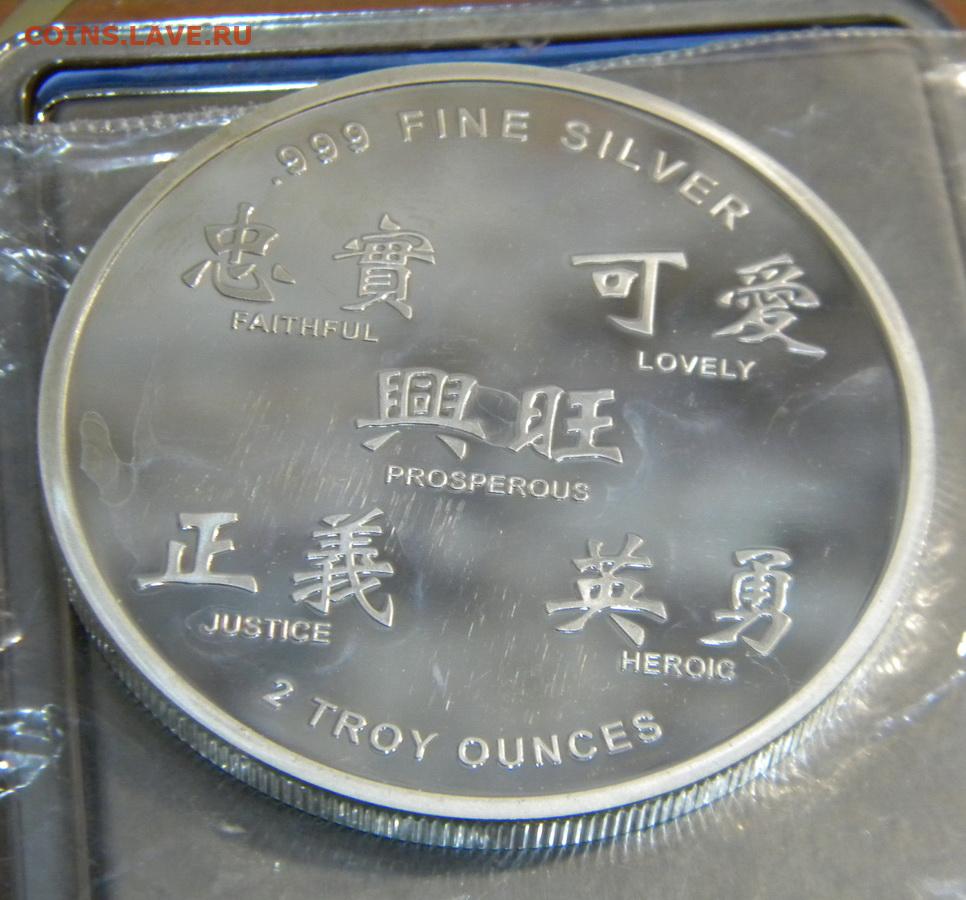 COINS.LAVE.RU
.999 FINE SILVER
忠實
FAITHFUL
可愛
LOVELY
興旺
PROSPEROUS
正義
JUSTICE
英勇
HEROIC
2 TROY OUNCES